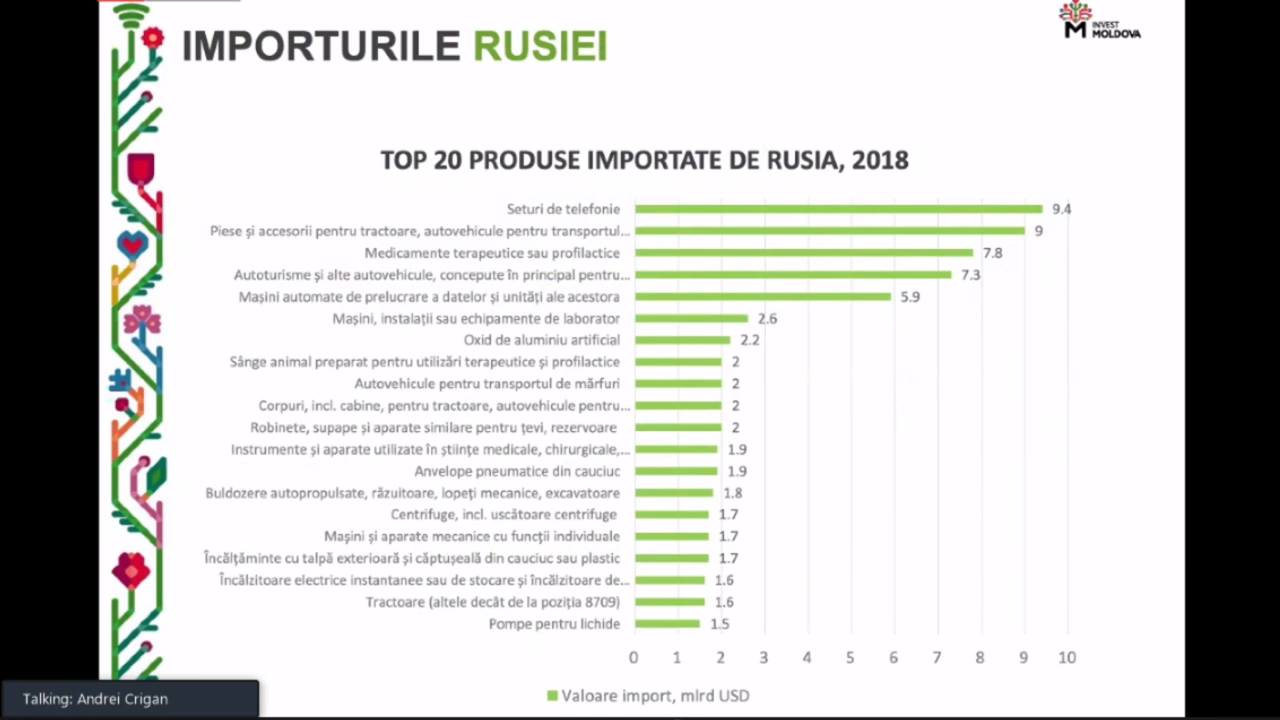 IMPORTURILE RUSIEI
INVEST
MOLDOVA
TOP 20 PRODUSE IMPORTATE DE RUSIA, 2018
Seturi de telefonie 9.4
Piese și accesorii pentru tractoare, autovehicule pentru transportul... 9
Medicamente terapeutice sau profilactice 7.8
Autoturisme și alte autovehicule, concepute în principal pentru... 7.3
Mașini automate de prelucrare a datelor și unități ale acestora 5.9
Mașini, instalații sau echipamente de laborator 2.6
Oxid de aluminiu artificial 2.2
Sânge animal preparat pentru utilizări terapeutice și profilactice 2
Autovehicule pentru transportul de mărfuri 2
Corpuri, incl. cabine, pentru tractoare, autovehicule pentru... 2
Robinete, supape și aparate similare pentru țevi, rezervoare 2
Instrumente și aparate utilizate în științe medicale, chirurgicale,... 1.9
Anvelope pneumatice din cauciuc 1.9
Buldozere autopropulsate, răzuitoare, lopeți mecanice, excavatoare 1.8
Centrifuge, incl. uscătoare centrifuge 1.7
Mașini și aparate mecanice cu funcții individuale 1.7
Încălțăminte cu talpă exterioară și căptușeală din cauciuc sau plastic 1.7
Încălzitoare electrice instantanee sau de stocare și încălzitoare de... 1.6
Tractoare (altele decât de la poziția 8709) 1.6
Pompe pentru lichide 1.5
0 1 2 3 4 5 6 7 8 9 10
Valoare import, mlrd USD
Talking: Andrei Crigan